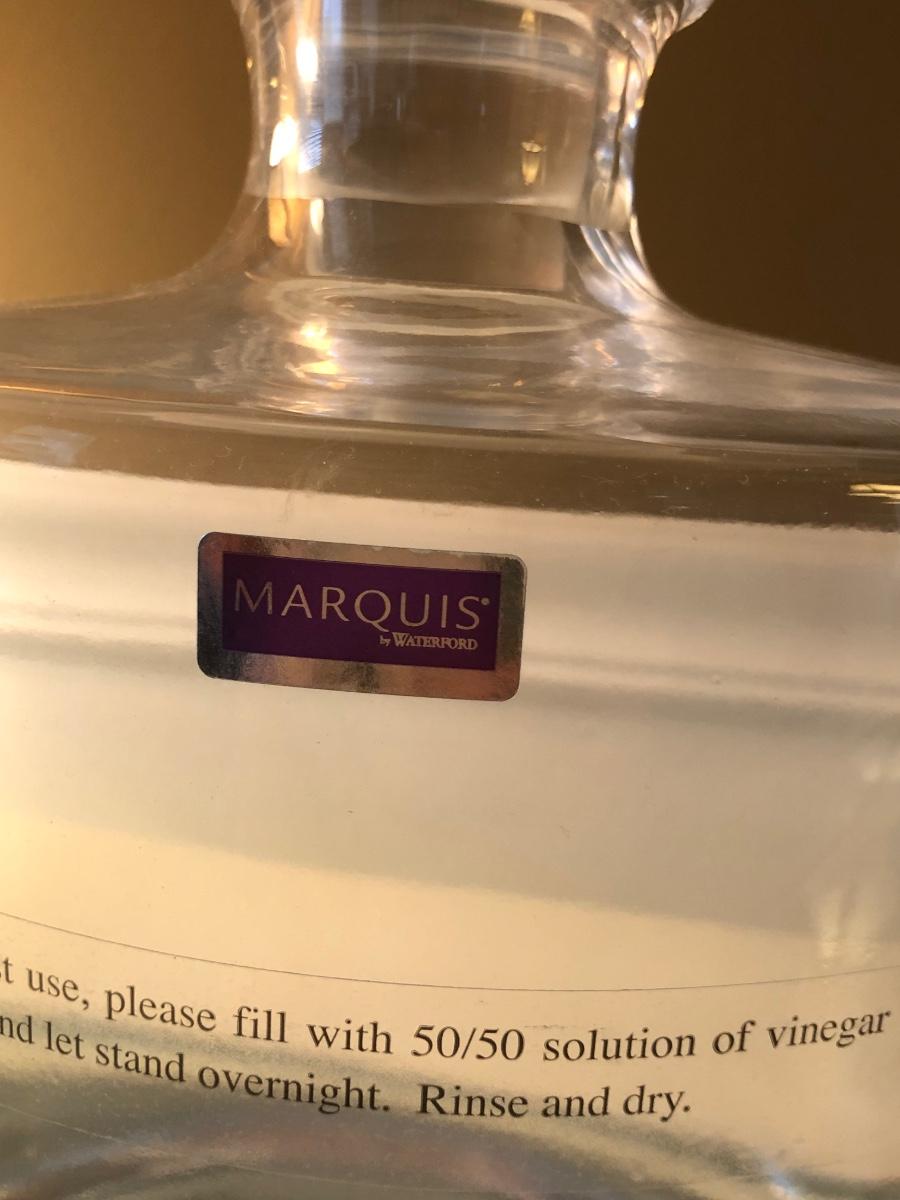 MARQUIS
by WATERFORD
t use, please fill with 50/50 solution of vinegar
nd let stand overnight. Rinse and dry.